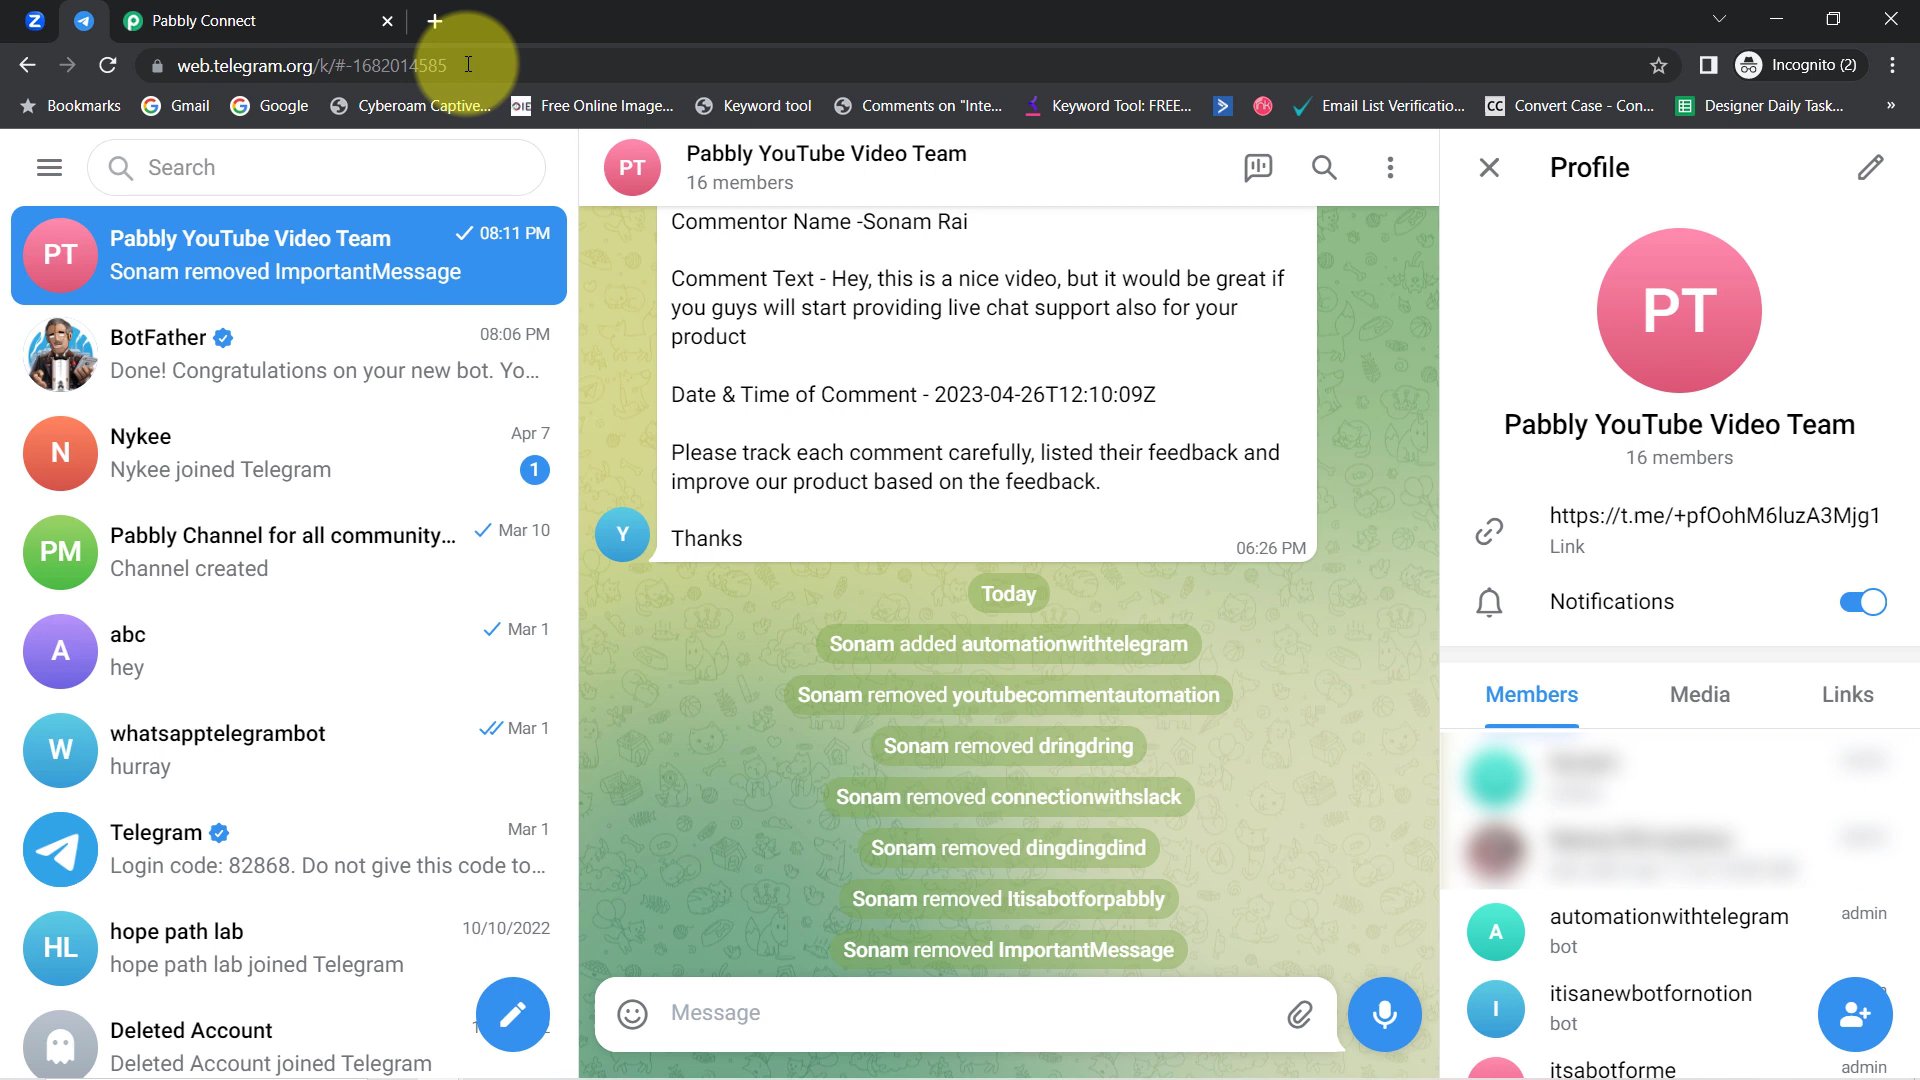 Pabbly Connect
web.telegram.org/k/#-1682014585
Incognito (2)
Bookmarks
Gmail
Google
Cyberoam Captive...
Free Online Image...
Keyword tool
Comments on "Inte...
Keyword Tool: FREE...
Email List Verificatio...
CC
Convert Case - Con...
Designer Daily Task...
Search
PT
Pabbly YouTube Video Team
08:11 PM
Sonam removed ImportantMessage
BotFather
08:06 PM
Done! Congratulations on your new bot. Yo...
N
Nykee
Apr 7
Nykee joined Telegram
1
PM
Pabbly Channel for all community...
Mar 10
Channel created
A
abc
Mar 1
hey
W
whatsapptelegrambot
Mar 1
hurray
Telegram
Mar 1
Login code: 82868. Do not give this code to...
HL
hope path lab
10/10/2022
hope path lab joined Telegram
Deleted Account
Deleted Account joined Telegram
PT
Pabbly YouTube Video Team
16 members
Commentor Name -Sonam Rai
Comment Text - Hey, this is a nice video, but it would be great if
you guys will start providing live chat support also for your
product
Date & Time of Comment - 2023-04-26T12:10:09Z
Please track each comment carefully, listed their feedback and
improve our product based on the feedback.
Thanks
06:26 PM
Y
Today
Sonam added automationwithtelegram
Sonam removed youtubecommentautomation
Sonam removed dringdring
Sonam removed connectionwithslack
Sonam removed dingdingdind
Sonam removed Itisabotforpabbly
Sonam removed ImportantMessage
Message
Profile
PT
Pabbly YouTube Video Team
16 members
https://t.me/+pfOohM6luzA3Mjg1
Link
Notifications
Members
Media
Links
A
automationwithtelegram
admin
bot
I
itisanewbotfornotion
bot
itsabotforme
admin